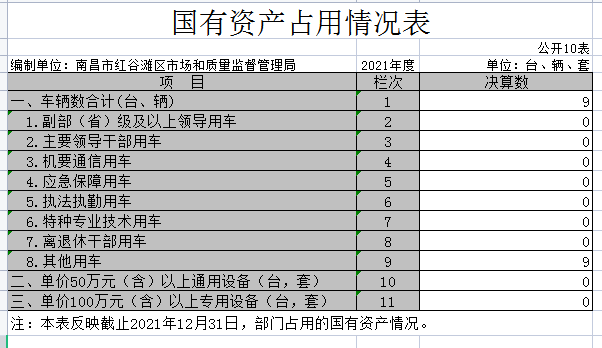 国有资产占用情况表
公开10表
编制单位：南昌市红谷滩区市场和质量监督管理局 2021年度 单位：台、辆、套
项 目 栏次 决算数
一、车辆数合计(台、辆) 1 9
1.副部（省）级及以上领导用车 2 0
2.主要领导干部用车 3 0
3.机要通信用车 4 0
4.应急保障用车 5 0
5.执法执勤用车 6 0
6.特种专业技术用车 7 0
7.离退休干部用车 8 0
8.其他用车 9 9
二、单价50万元（含）以上通用设备（台，套） 10 0
三、单价100万元（含）以上专用设备（台，套） 11 0
注：本表反映截止2021年12月31日，部门占用的国有资产情况。